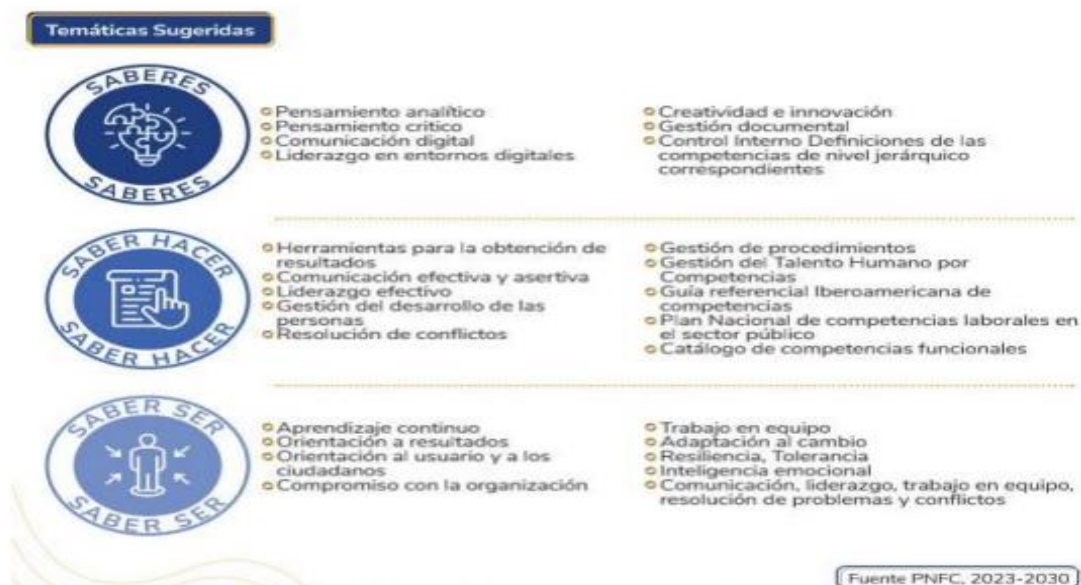 Temáticas Sugeridas
SABERES
SABERES
Pensamiento analítico
Pensamiento critico
Comunicación digital
Liderazgo en entornos digitales
Creatividad e innovación
Gestión documental
Control Interno Definiciones de las
competencias de nivel jerárquico
correspondientes
SABER HACER
SABER HACER
Herramientas para la obtención de
resultados
Comunicación efectiva y asertiva
Liderazgo efectivo
Gestión del desarrollo de las
personas
Resolución de conflictos
Gestión de procedimientos
Gestión del Talento Humano por
Competencias
Guía referencial Iberoamericana de
competencias
Plan Nacional de competencias laborales en
el sector público
Catálogo de competencias funcionales
SABER SER
SABER SER
Aprendizaje continuo
Orientación a resultados
Orientación al usuario y a los
ciudadanos
Compromiso con la organización
Trabajo en equipo
Adaptación al cambio
Resiliencia, Tolerancia
Inteligencia emocional
Comunicación, liderazgo, trabajo en equipo,
resolución de problemas y conflictos
Fuente PNFC, 2023-2030